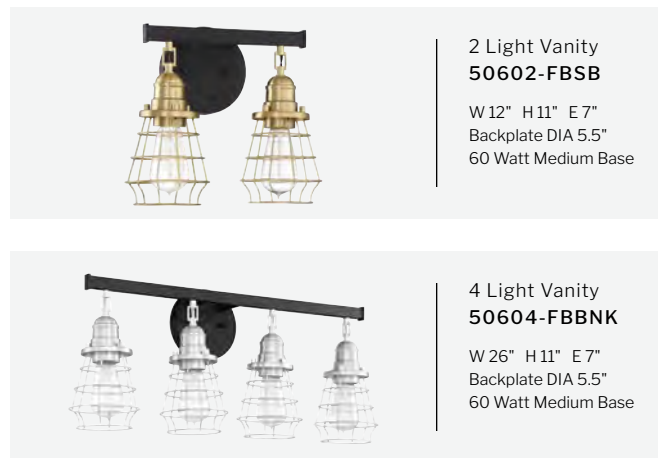 2 Light Vanity
50602-FBSB
W 12" H 11" E 7"
Backplate DIA 5.5"
60 Watt Medium Base
4 Light Vanity
50604-FBBNK
W 26" H 11" E 7"
Backplate DIA 5.5"
60 Watt Medium Base